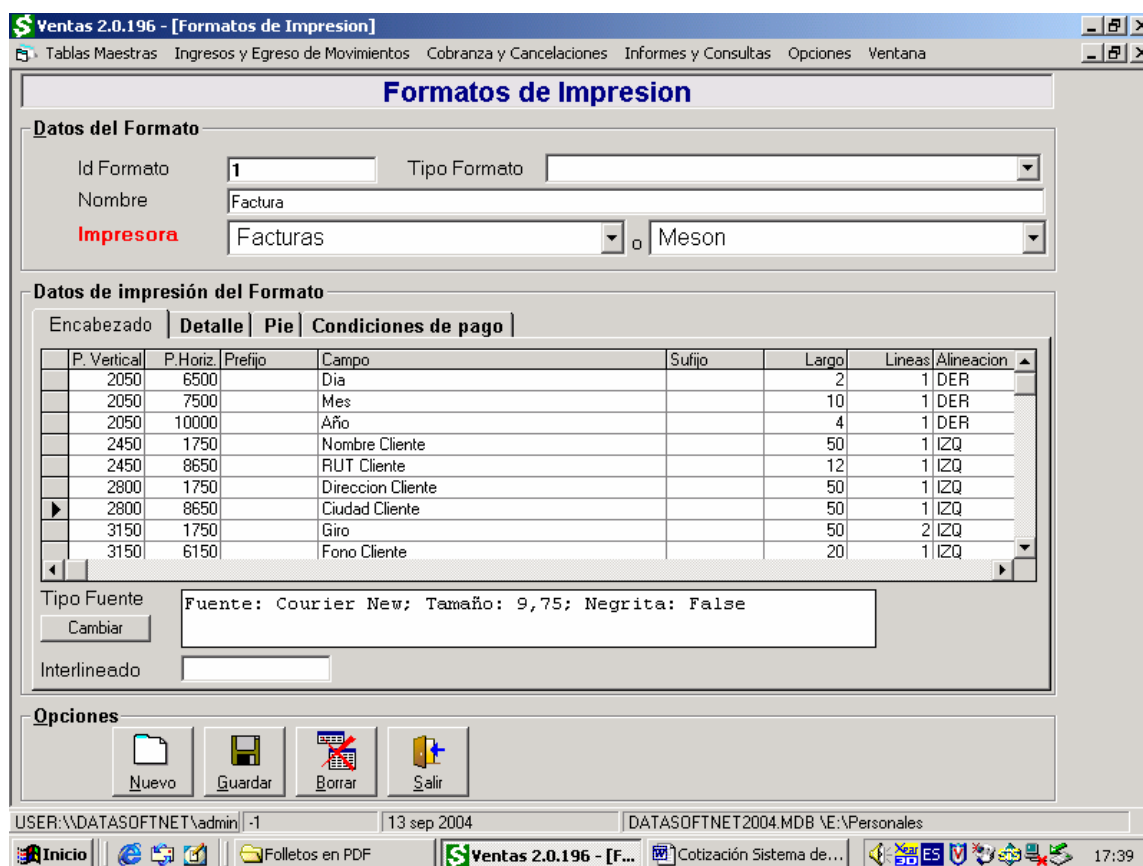 Ventas 2.0.196 - [Formatos de Impresion]
Tablas Maestras Ingresos y Egreso de Movimientos Cobranza y Cancelaciones Informes y Consultas Opciones Ventana
Formatos de Impresion
Datos del Formato
Id Formato 1 Tipo Formato
Nombre Factura
Impresora Facturas o Meson
Datos de impresión del Formato
Encabezado Detalle Pie Condiciones de pago
P. Vertical P.Horiz. Prefijo Campo Sufijo Largo Lineas Alineacion
2050 6500 Dia 2 1 DER
2050 7500 Mes 10 1 DER
2050 10000 Año 4 1 DER
2450 1750 Nombre Cliente 50 1 IZQ
2450 8650 RUT Cliente 12 1 IZQ
2800 1750 Direccion Cliente 50 1 IZQ
2800 8650 Ciudad Cliente 50 1 IZQ
3150 1750 Giro 50 2 IZQ
3150 6150 Fono Cliente 20 1 IZQ
Tipo Fuente Fuente: Courier New; Tamaño: 9,75; Negrita: False
Cambiar
Interlineado
Opciones
Nuevo Guardar Borrar Salir
USER:\\DATASOFTNET\admin -1 13 sep 2004 DATASOFTNET2004.MDB \E:\Personales
Inicio Folletos en PDF Ventas 2.0.196 - [F... Cotización Sistema de... ES 17:39